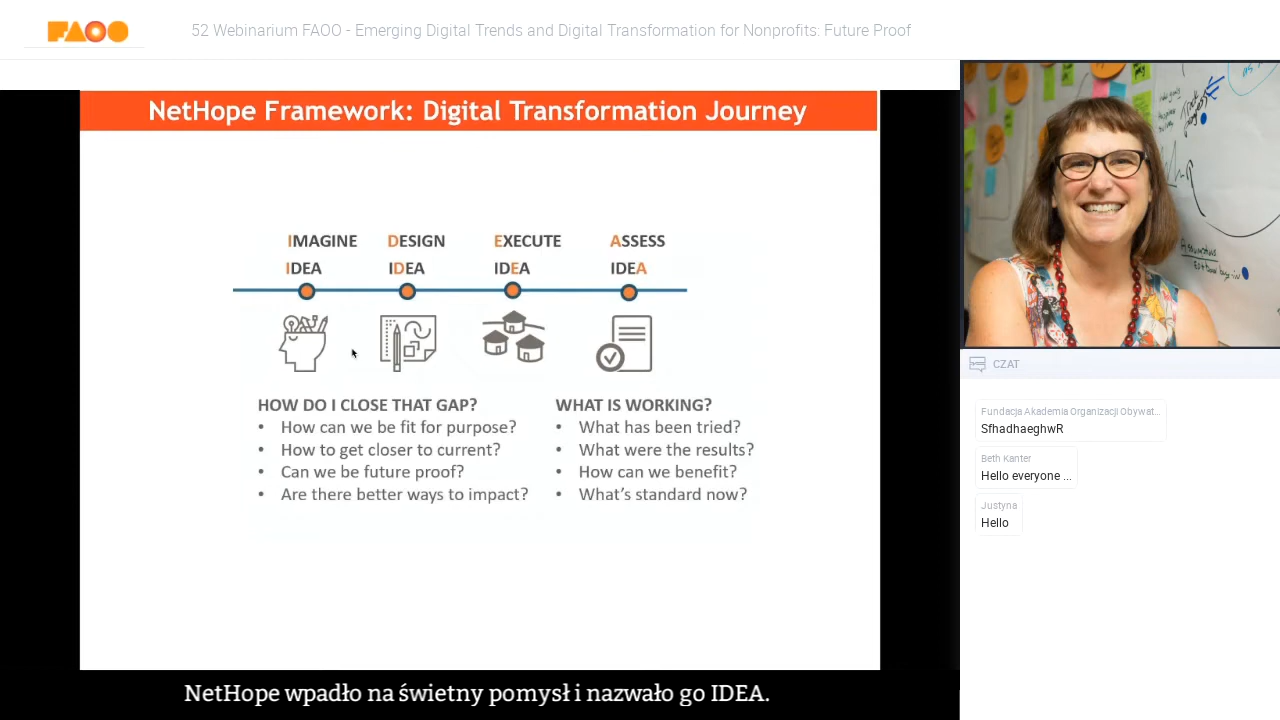 FAOO
52 Webinarium FAOO - Emerging Digital Trends and Digital Transformation for Nonprofits: Future Proof
NetHope Framework: Digital Transformation Journey
IMAGINE DESIGN EXECUTE ASSESS
IDEA IDEA IDEA IDEA
HOW DO I CLOSE THAT GAP?
• How can we be fit for purpose?
• How to get closer to current?
• Can we be future proof?
• Are there better ways to impact?
WHAT IS WORKING?
• What has been tried?
• What were the results?
• How can we benefit?
• What's standard now?
NetHope wpadło na świetny pomysł i nazwało go IDEA.
CZAT
Fundacja Akademia Organizacji Obywat...
SfhadhaeghwR
Beth Kanter
Hello everyone ...
Justyna
Hello